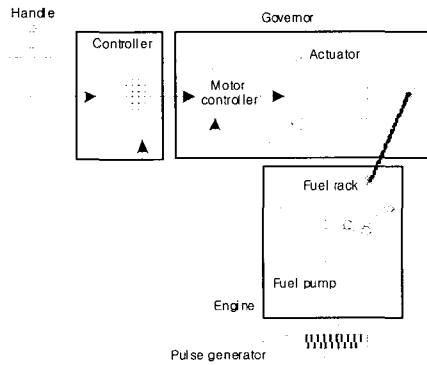 Handle
Governor
Controller
Actuator
Motor
controller
Fuel rack
Fuel pump
Engine
Pulse generator